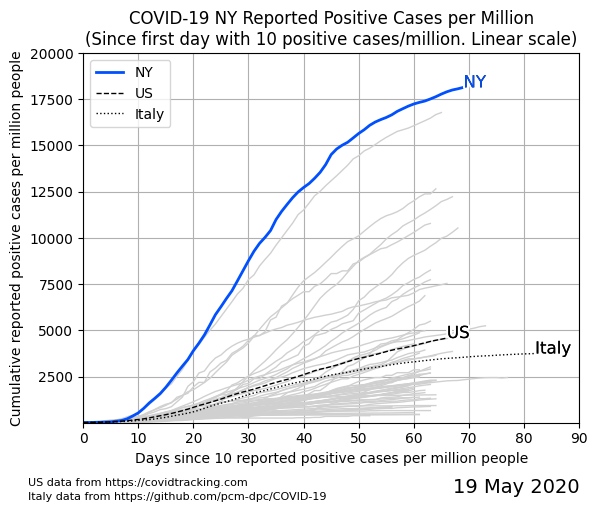 COVID-19 NY Reported Positive Cases per Million
(Since first day with 10 positive cases/million. Linear scale)
Cumulative reported positive cases per million people
20000
17500
15000
12500
10000
7500
5000
2500
NY
US
Italy
NY
US
Italy
0 10 20 30 40 50 60 70 80 90
Days since 10 reported positive cases per million people
US data from https://covidtracking.com
Italy data from https://github.com/pcm-dpc/COVID-19
19 May 2020